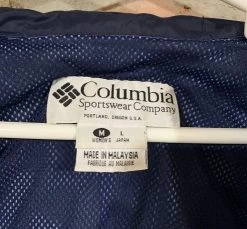 Columbia
Sportswear Company
PORTLAND, OREGON U.S.A.
M L
WOMEN'S JAPAN
MADE IN MALAYSIA
FABRIQUE AU MALAISIE